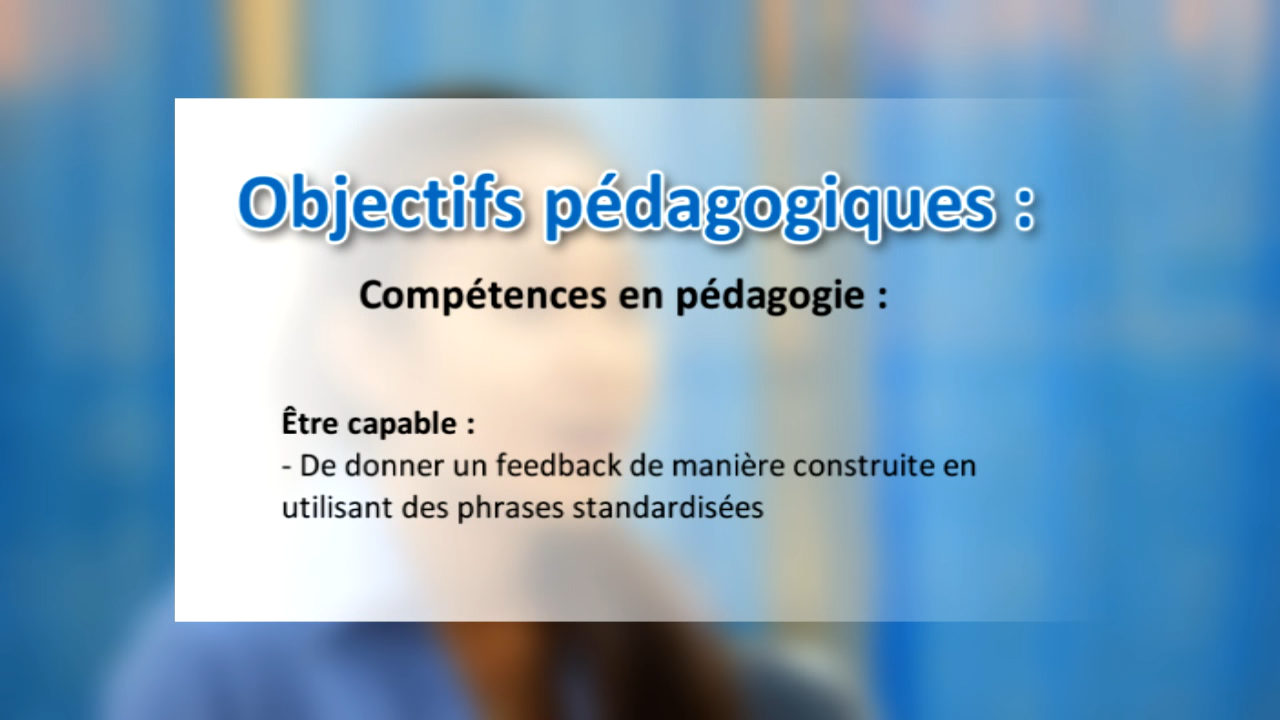 Objectifs pédagogiques :
Compétences en pédagogie :
Être capable :
- De donner un feedback de manière construite en
utilisant des phrases standardisées